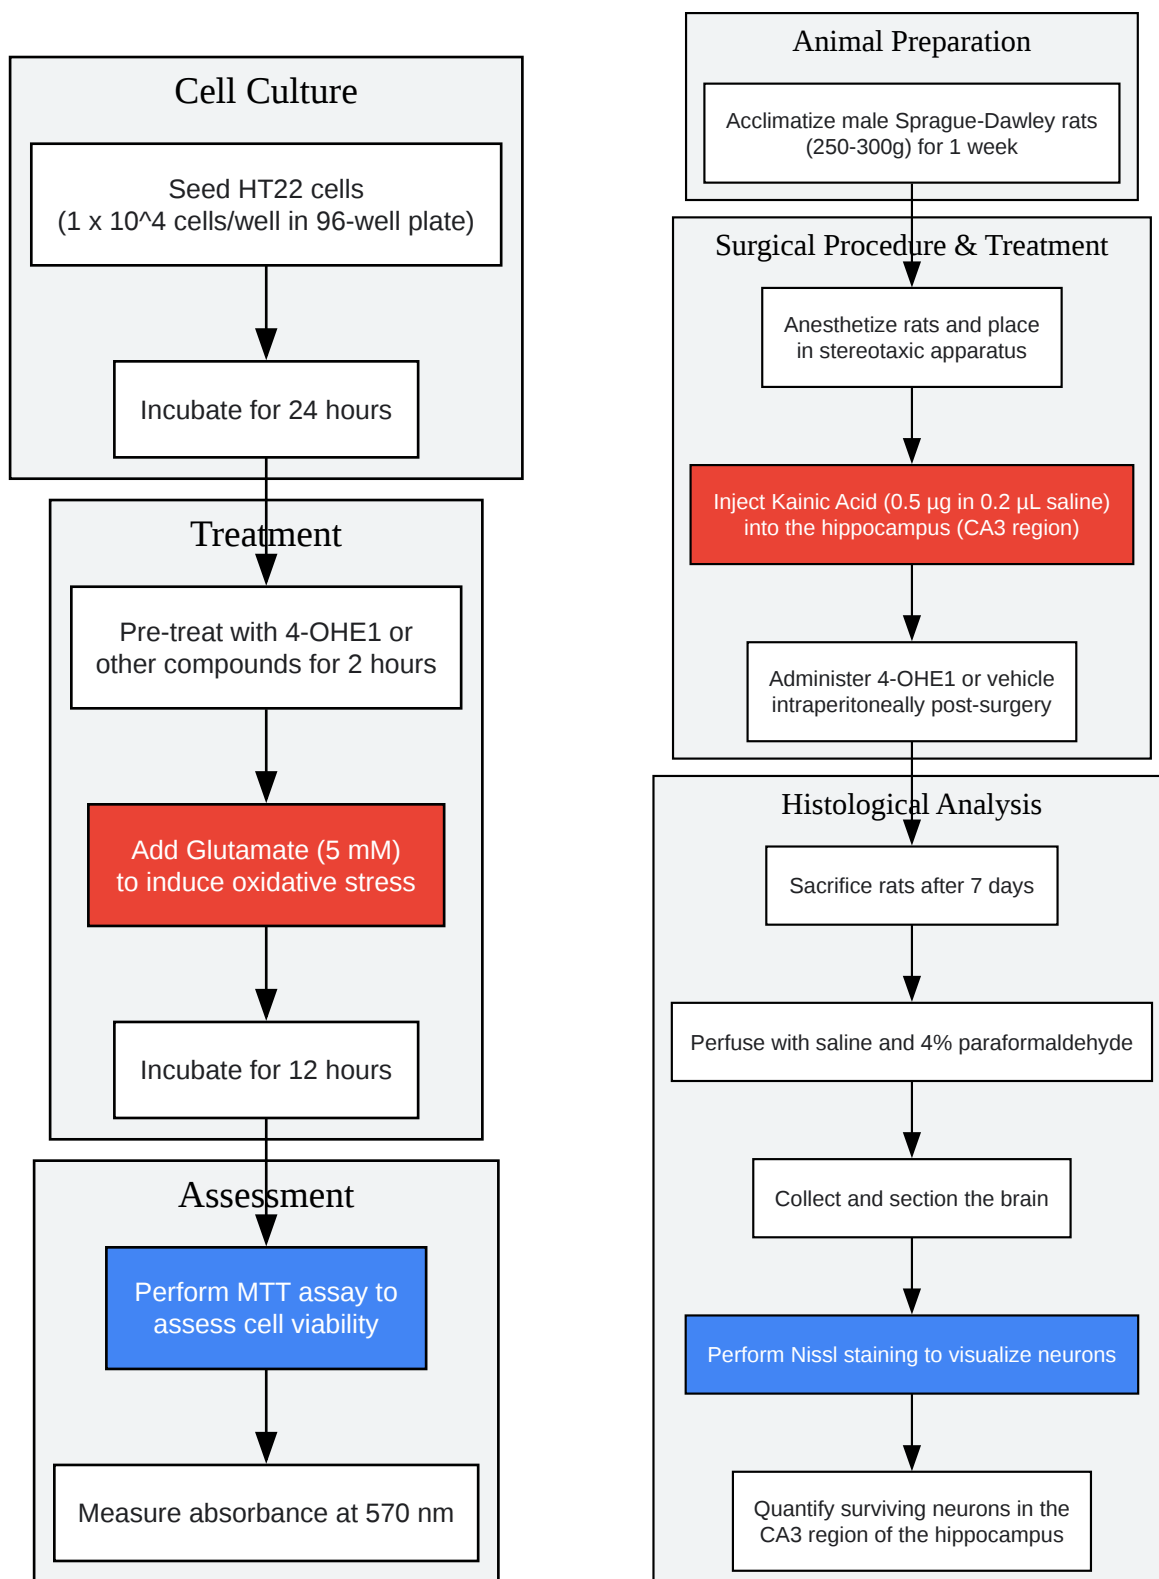 Cell Culture
Seed HT22 cells
(1 x 10^4 cells/well in 96-well plate)
Incubate for 24 hours
Treatment
Pre-treat with 4-OHE1 or
other compounds for 2 hours
Add Glutamate (5 mM)
to induce oxidative stress
Incubate for 12 hours
Assessment
Perform MTT assay to
assess cell viability
Measure absorbance at 570 nm
Animal Preparation
Acclimatize male Sprague-Dawley rats
(250-300g) for 1 week
Surgical Procedure & Treatment
Anesthetize rats and place
in stereotaxic apparatus
Inject Kainic Acid (0.5 µg in 0.2 µL saline)
into the hippocampus (CA3 region)
Administer 4-OHE1 or vehicle
intraperitoneally post-surgery
Histological Analysis
Sacrifice rats after 7 days
Perfuse with saline and 4% paraformaldehyde
Collect and section the brain
Perform Nissl staining to visualize neurons
Quantify surviving neurons in the
CA3 region of the hippocampus